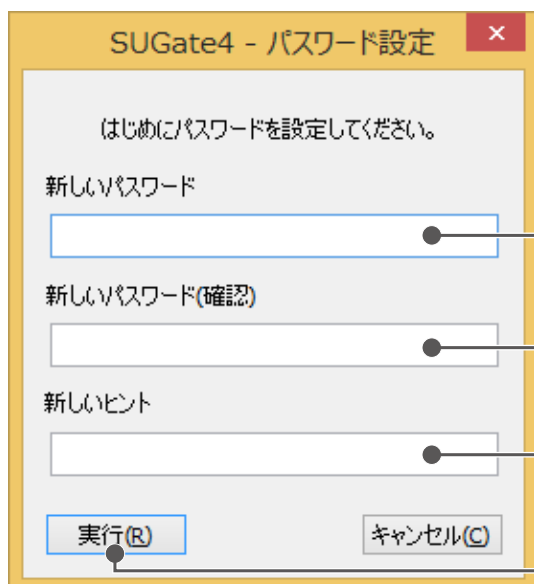 SUGate4 - パスワード設定
はじめにパスワードを設定してください。
新しいパスワード
新しいパスワード(確認)
新しいヒント
実行(R) キャンセル(C)